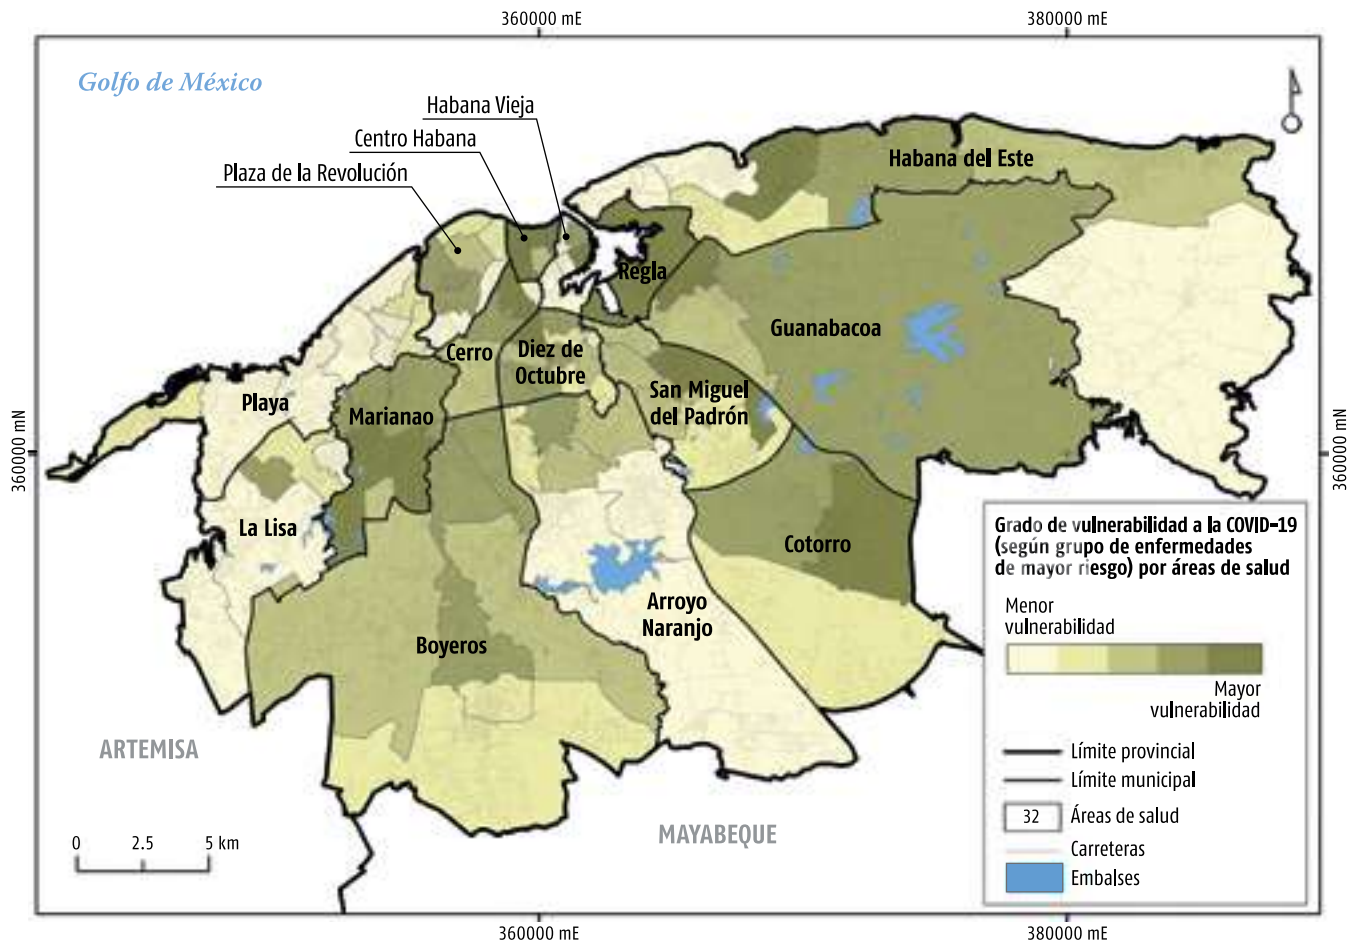 360000 mE
380000 mE
Golfo de México
Habana Vieja
Centro Habana
Plaza de la Revolución
Habana del Este
Regla
Guanabacoa
Cerro
Diez de
Octubre
San Miguel
del Padrón
Playa
Marianao
360000 mN
360000 mN
La Lisa
Cotorro
Arroyo
Naranjo
Boyeros
Grado de vulnerabilidad a la COVID-19
(según grupo de enfermedades
de mayor riesgo) por áreas de salud
Menor
vulnerabilidad
Mayor
vulnerabilidad
Límite provincial
Límite municipal
32 Áreas de salud
Carreteras
Embalses
ARTEMISA
MAYABEQUE
0 2.5 5 km
360000 mE
380000 mE